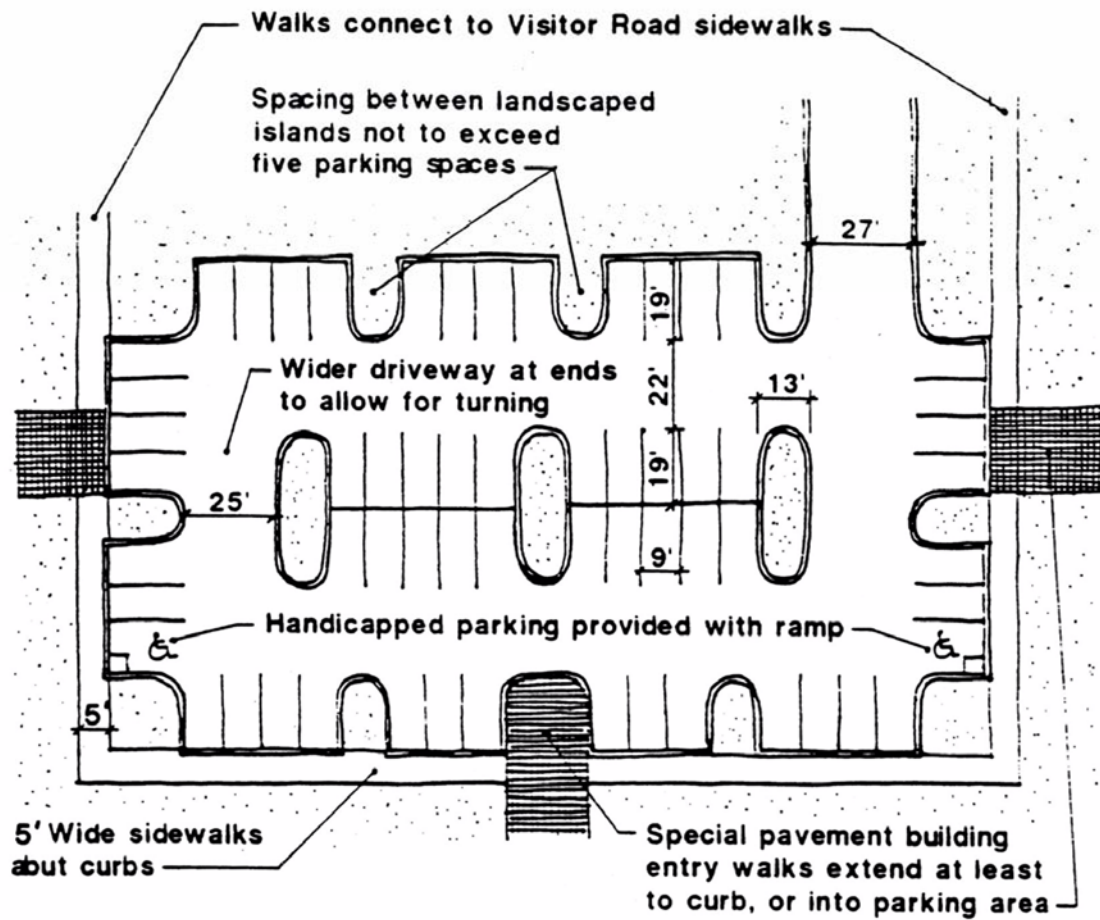 Walks connect to Visitor Road sidewalks
Spacing between landscaped
islands not to exceed
five parking spaces
27'
19'
Wider driveway at ends
to allow for turning
22'
13'
19'
25'
9'
Handicapped parking provided with ramp
5'
5' Wide sidewalks
abut curbs
Special pavement building
entry walks extend at least
to curb, or into parking area